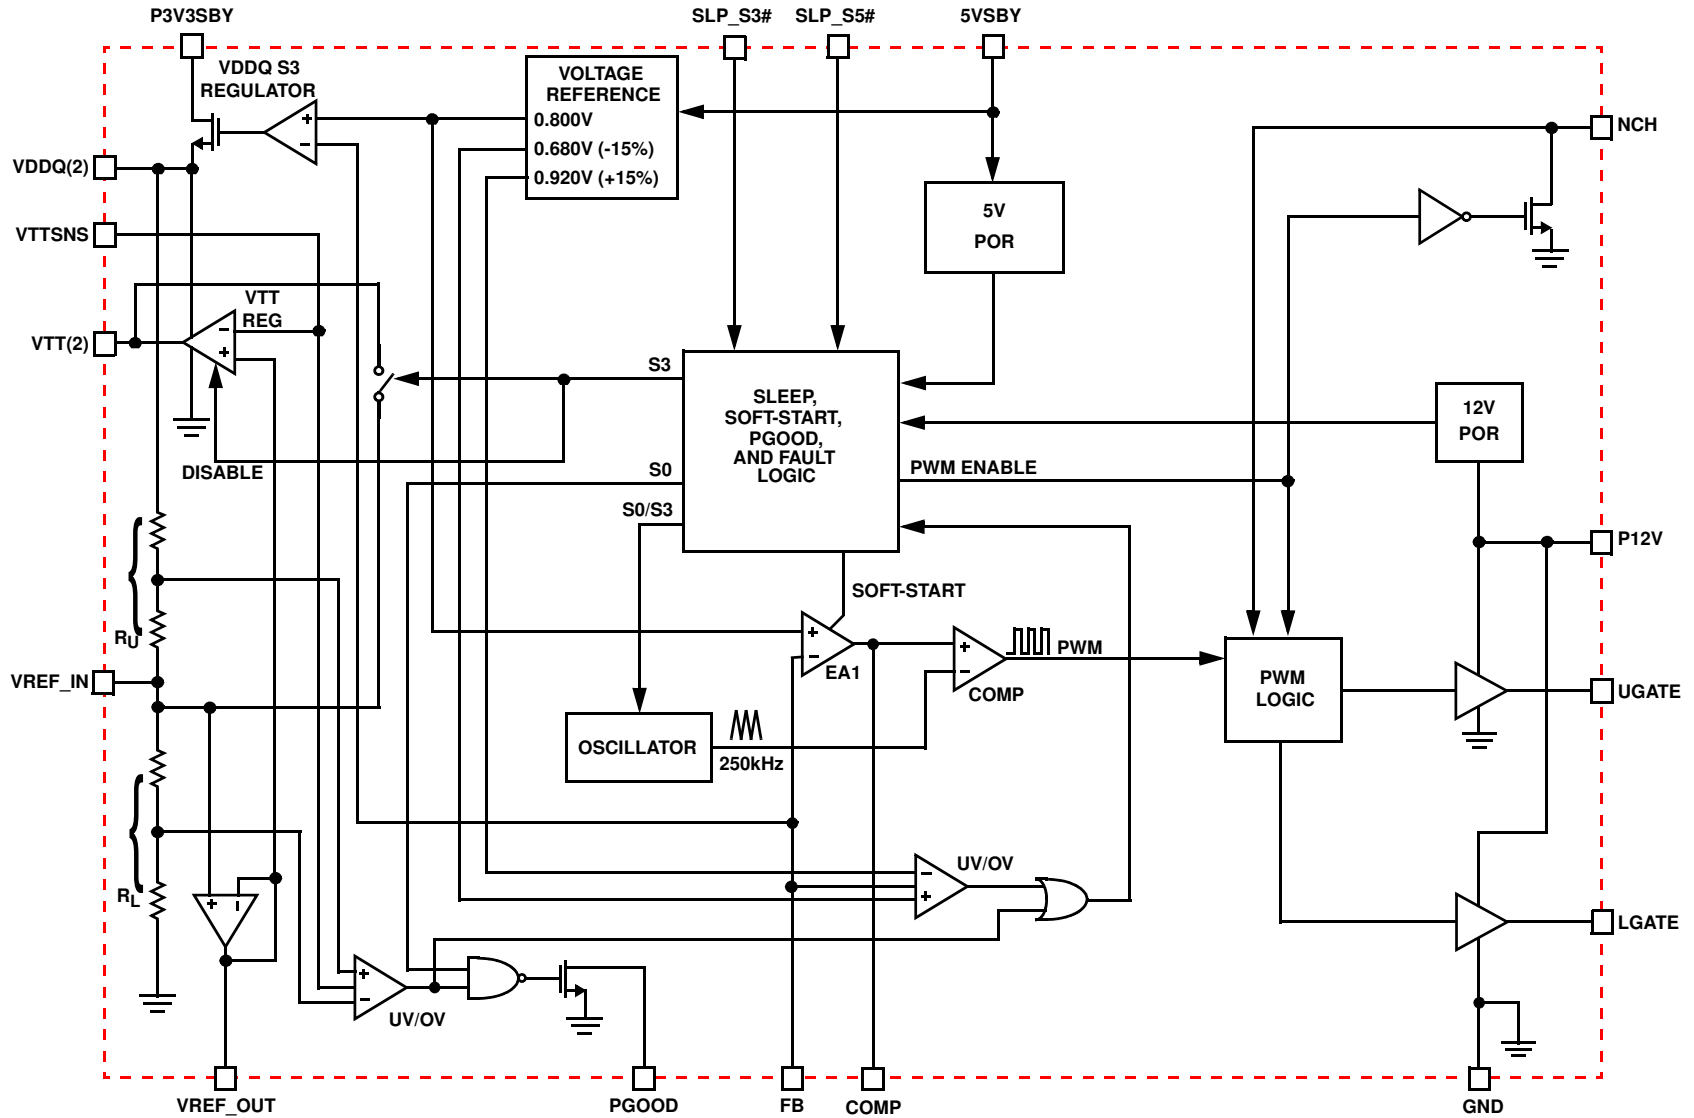 P3V3SBY
SLP_S3#
SLP_S5#
5VSBY
VDDQ S3
REGULATOR
VOLTAGE
REFERENCE
0.800V
0.680V (-15%)
0.920V (+15%)
+
−
NCH
VDDQ(2)
5V
POR
VTTSNS
VTT
REG
−
+
VTT(2)
S3
SLEEP,
SOFT-START,
PGOOD,
AND FAULT
LOGIC
12V
POR
DISABLE
S0
PWM ENABLE
S0/S3
P12V
SOFT-START
RU
+
−
EA1
+
−
COMP
PWM
VREF_IN
PWM
LOGIC
UGATE
OSCILLATOR
250kHz
RL
+
−
UV/OV
−
+
LGATE
+
−
UV/OV
VREF_OUT
PGOOD
FB
COMP
GND